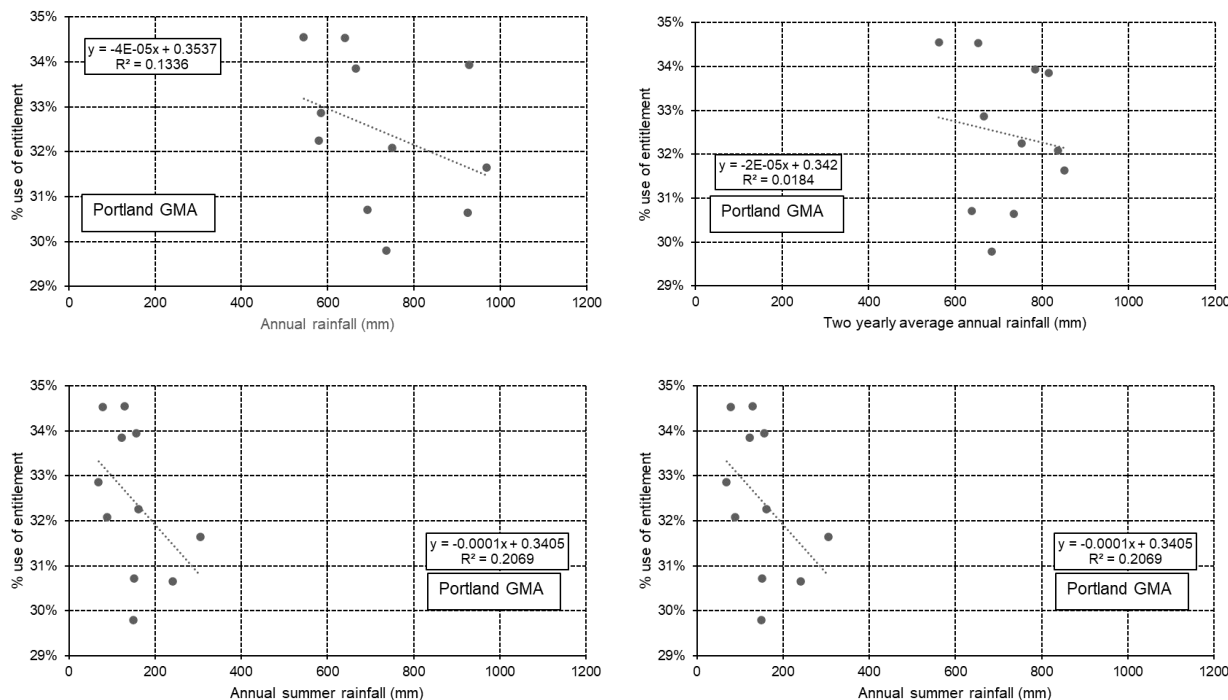 35%
34%
33%
32%
31%
30%
29%
% use of entitlement
y = -4E-05x + 0.3537
R² = 0.1336
Portland GMA
0 200 400 600 800 1000 1200
Annual rainfall (mm)
35%
34%
33%
32%
31%
30%
29%
% use of entitlement
y = -2E-05x + 0.342
R² = 0.0184
Portland GMA
0 200 400 600 800 1000 1200
Two yearly average annual rainfall (mm)
35%
34%
33%
32%
31%
30%
29%
% use of entitlement
y = -0.0001x + 0.3405
R² = 0.2069
Portland GMA
0 200 400 600 800 1000 1200
Annual summer rainfall (mm)
35%
34%
33%
32%
31%
30%
29%
% use of entitlement
y = -0.0001x + 0.3405
R² = 0.2069
Portland GMA
0 200 400 600 800 1000 1200
Annual summer rainfall (mm)